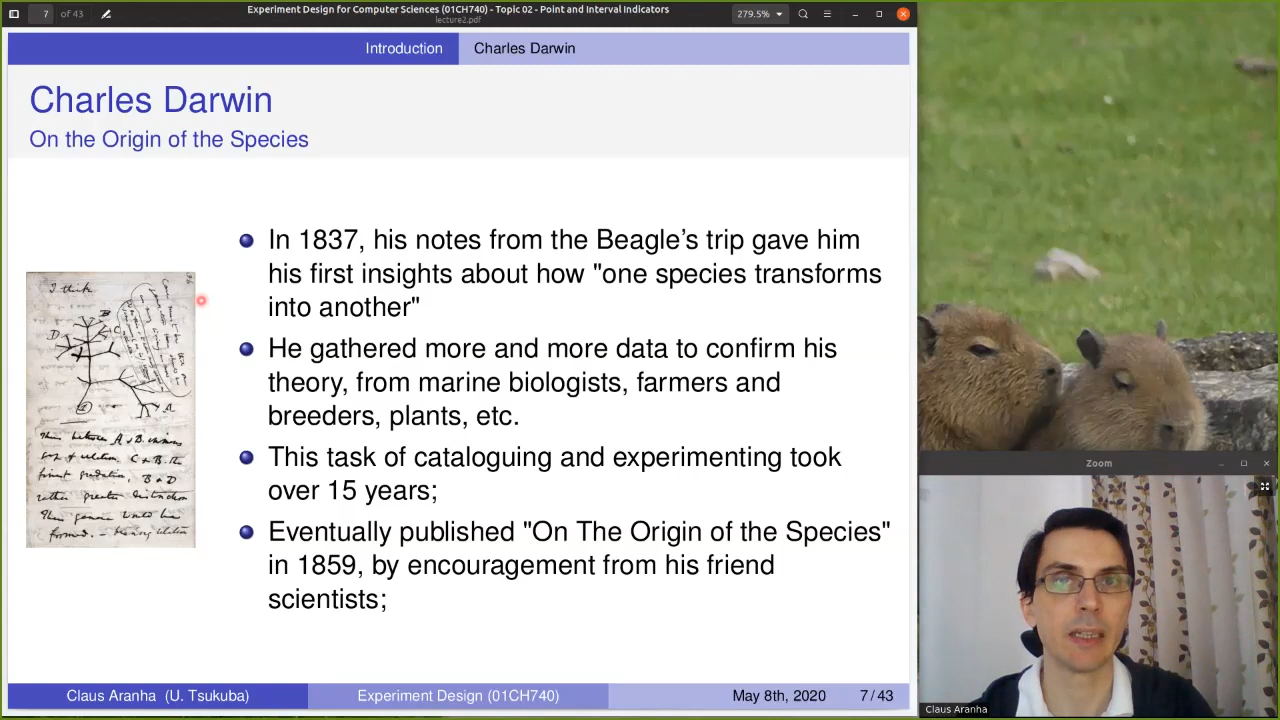 7 of 43
Experiment Design for Computer Sciences (01CH740) - Topic 02 - Point and Interval Indicators
lecture2.pdf
279.5%
Introduction
Charles Darwin
Charles Darwin
On the Origin of the Species
I think
In 1837, his notes from the Beagle's trip gave him
his first insights about how "one species transforms
into another"
He gathered more and more data to confirm his
theory, from marine biologists, farmers and
breeders, plants, etc.
This task of cataloguing and experimenting took
over 15 years;
Eventually published "On The Origin of the Species"
in 1859, by encouragement from his friend
scientists;
Claus Aranha (U. Tsukuba)
Experiment Design (01CH740)
May 8th, 2020
7 / 43
Zoom
Claus Aranha